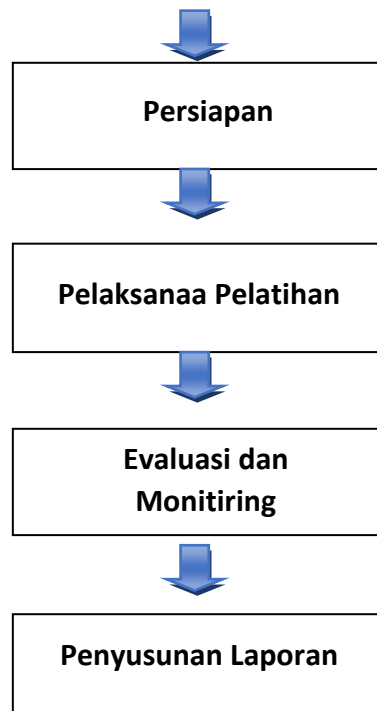 Persiapan
Pelaksanaa Pelatihan
Evaluasi dan
Monitiring
Penyusunan Laporan